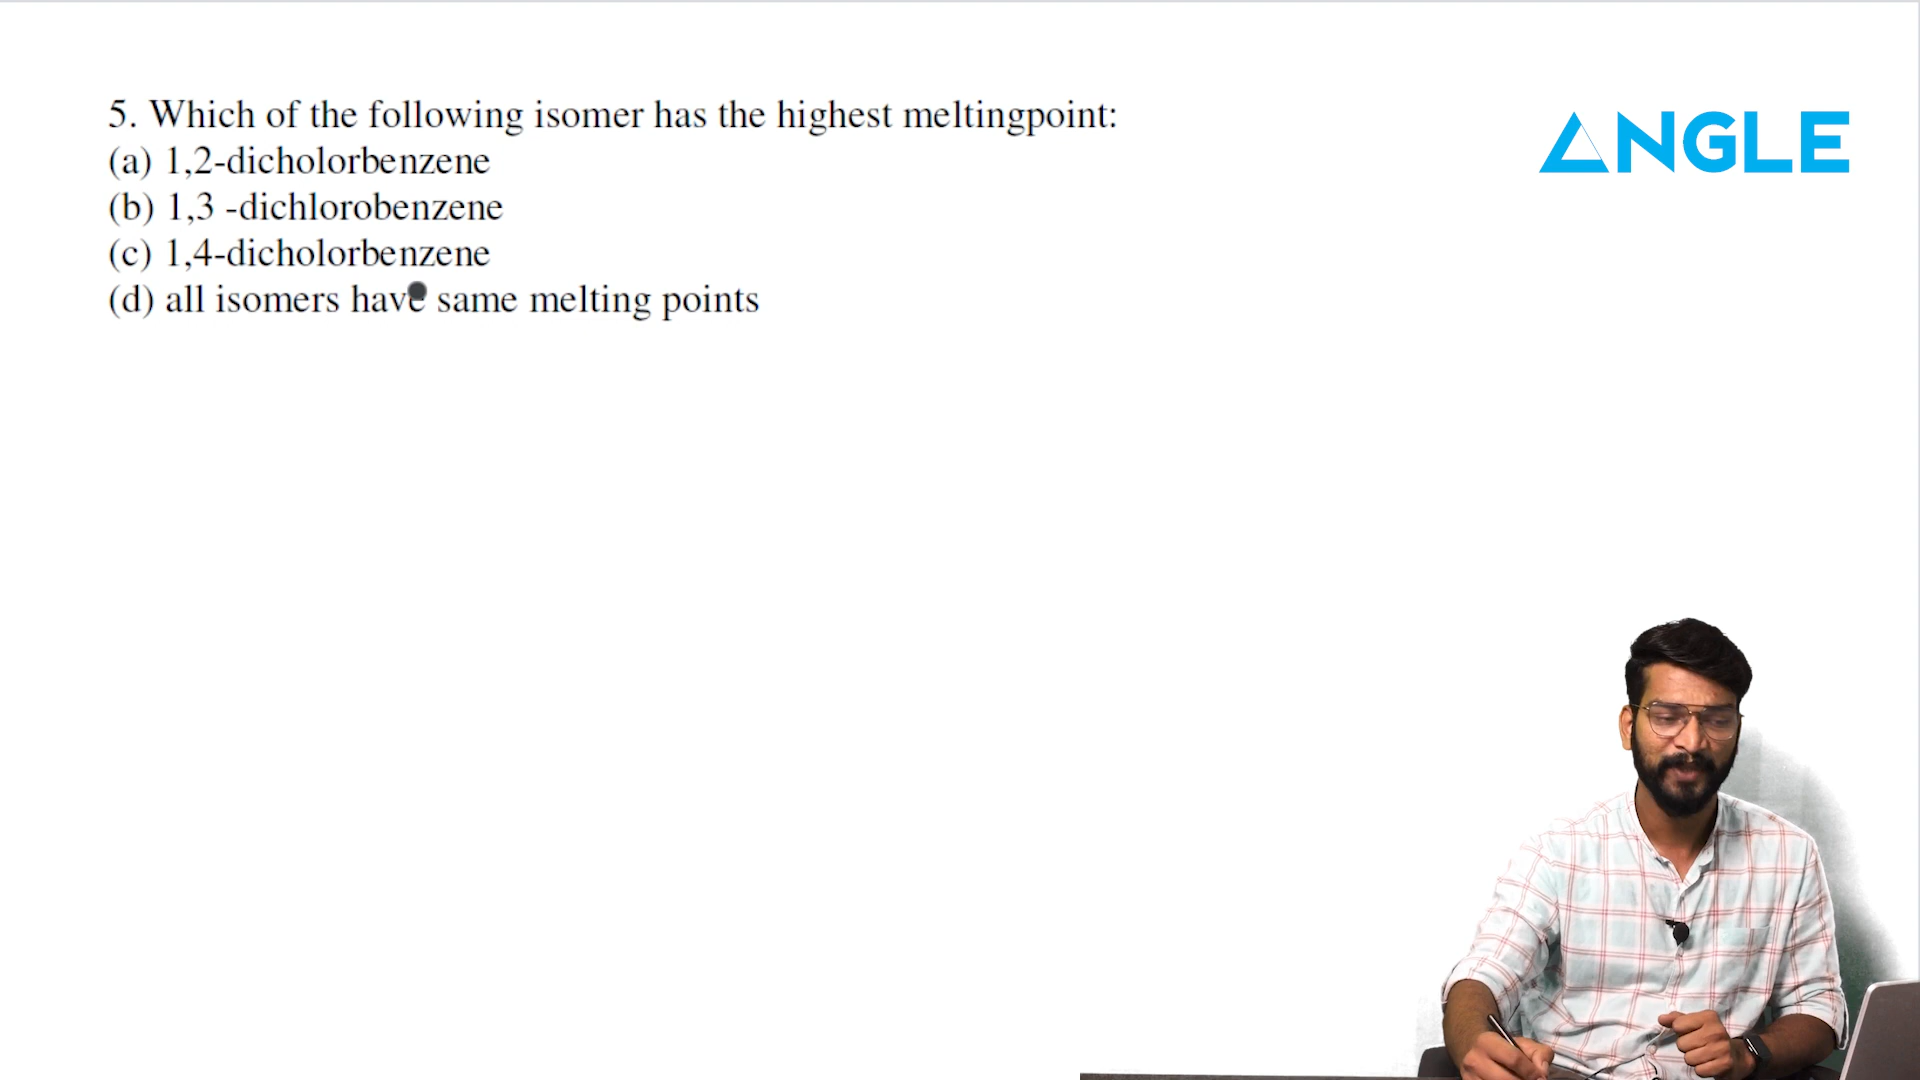 5. Which of the following isomer has the highest meltingpoint:
ANGLE
(a) 1,2-dicholorbenzene
(b) 1,3 -dichlorobenzene
(c) 1,4-dicholorbenzene
(d) all isomers have same melting points